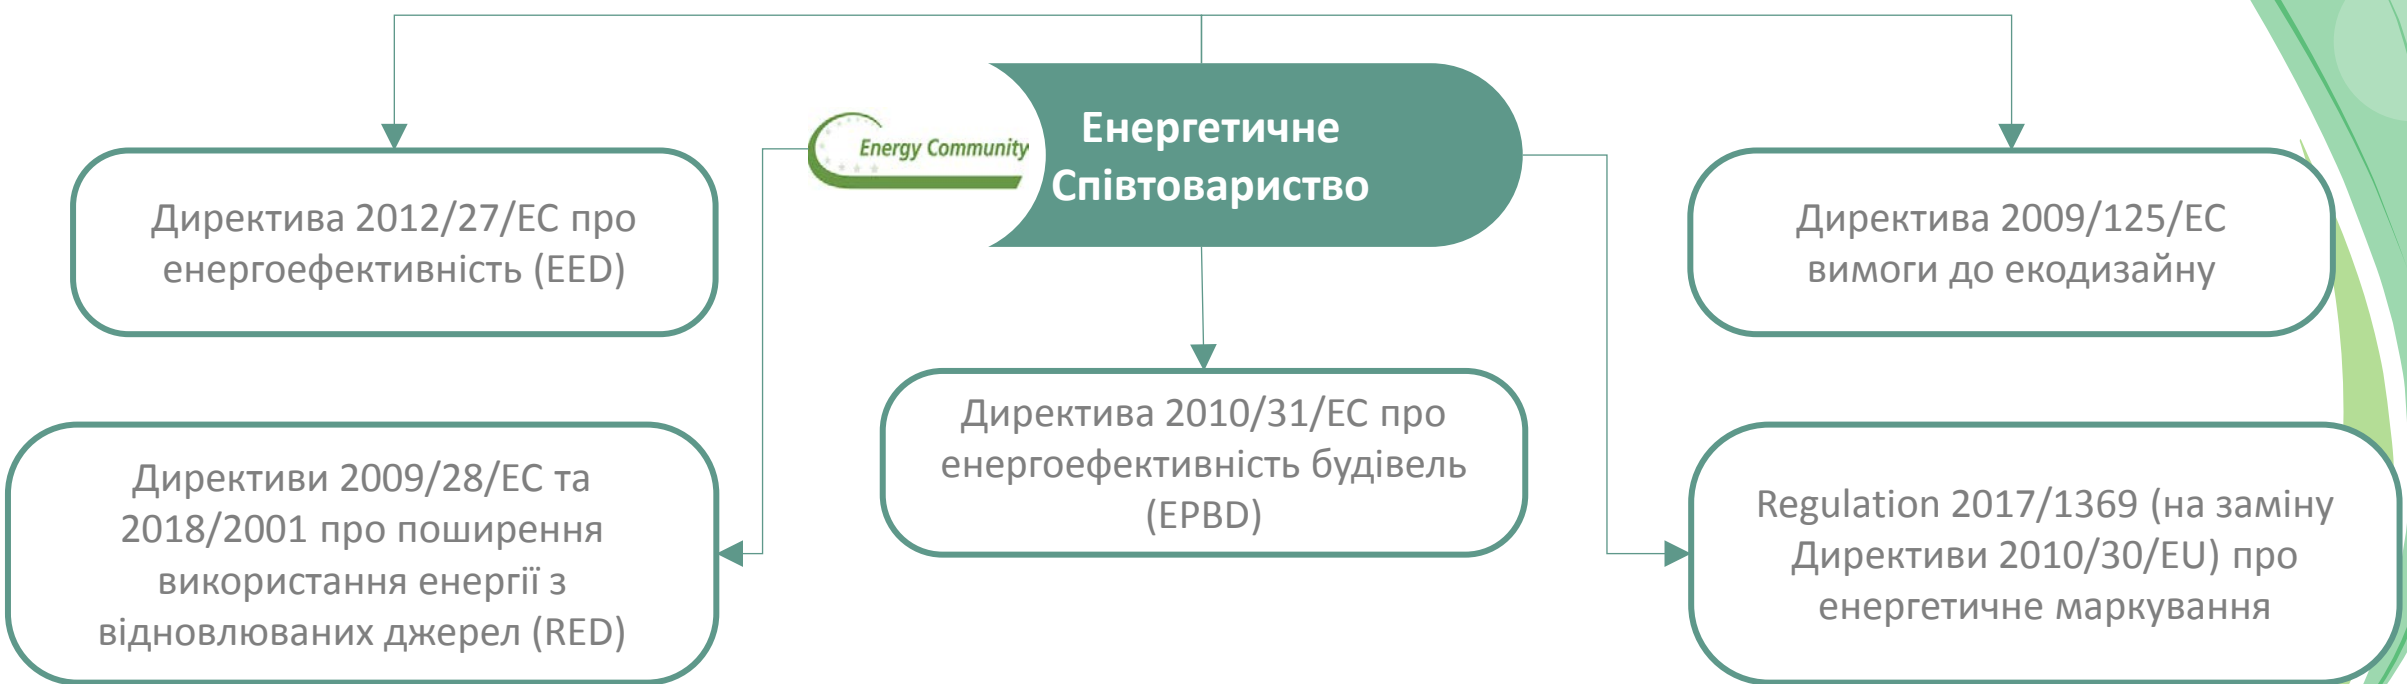 Energy Community
Енергетичне
Співтовариство
Директива 2012/27/ЕС про
енергоефективність (EED)
Директива 2009/125/ЕС
вимоги до екодизайну
Директива 2010/31/ЕС про
енергоефективність будівель
(EPBD)
Директиви 2009/28/ЕС та
2018/2001 про поширення
використання енергії з
відновлюваних джерел (RED)
Regulation 2017/1369 (на заміну
Директиви 2010/30/EU) про
енергетичне маркування